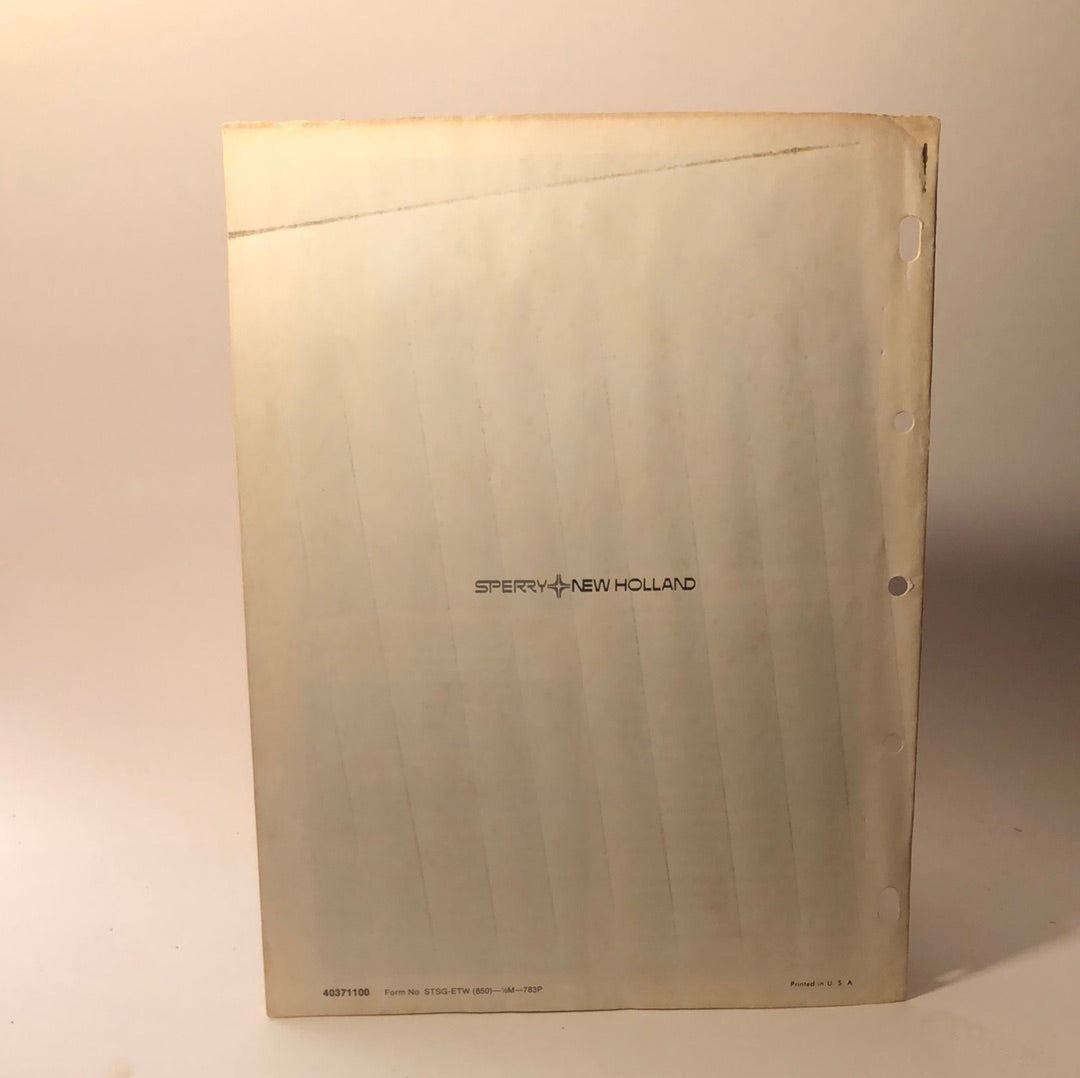 SPERRY NEW HOLLAND
40371100 Form No. STSG-ETW (850)—½M—783P
Printed in U. S. A